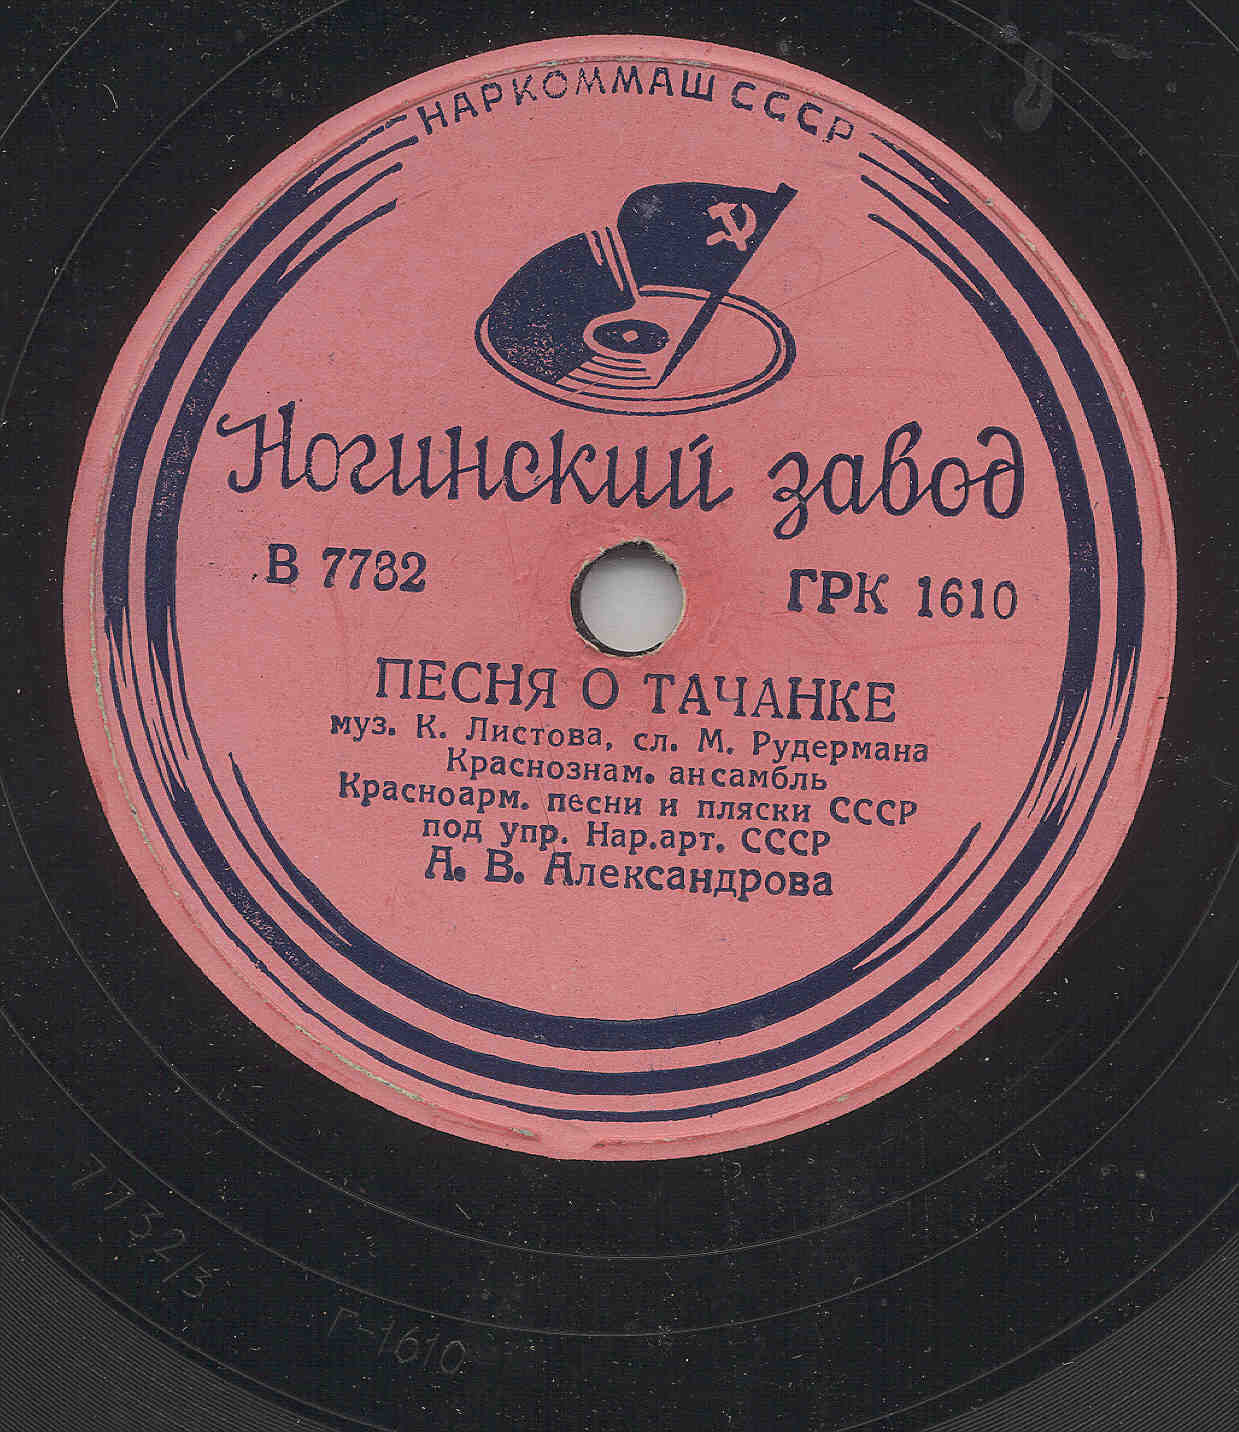 НАРКОММАШ СССР
Ногинский завод
В 7732
ГРК 1610
ПЕСНЯ О ТАЧАНКЕ
муз. К. Листова, сл. М. Рудермана
Краснознам. ансамбль
Красноарм. песни и пляски СССР
под упр. Нар.арт. СССР
А. В. Александрова
7732/3
Г-1610